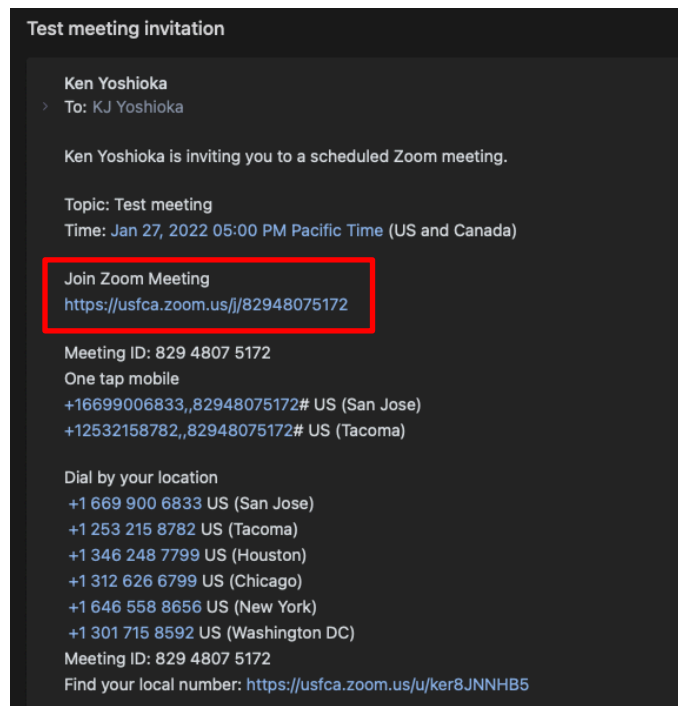 Test meeting invitation
Ken Yoshioka
To: KJ Yoshioka
Ken Yoshioka is inviting you to a scheduled Zoom meeting.
Topic: Test meeting
Time: Jan 27, 2022 05:00 PM Pacific Time (US and Canada)
Join Zoom Meeting
https://usfca.zoom.us/j/82948075172
Meeting ID: 829 4807 5172
One tap mobile
+16699006833,,82948075172# US (San Jose)
+12532158782,,82948075172# US (Tacoma)
Dial by your location
+1 669 900 6833 US (San Jose)
+1 253 215 8782 US (Tacoma)
+1 346 248 7799 US (Houston)
+1 312 626 6799 US (Chicago)
+1 646 558 8656 US (New York)
+1 301 715 8592 US (Washington DC)
Meeting ID: 829 4807 5172
Find your local number: https://usfca.zoom.us/u/ker8JNNHB5